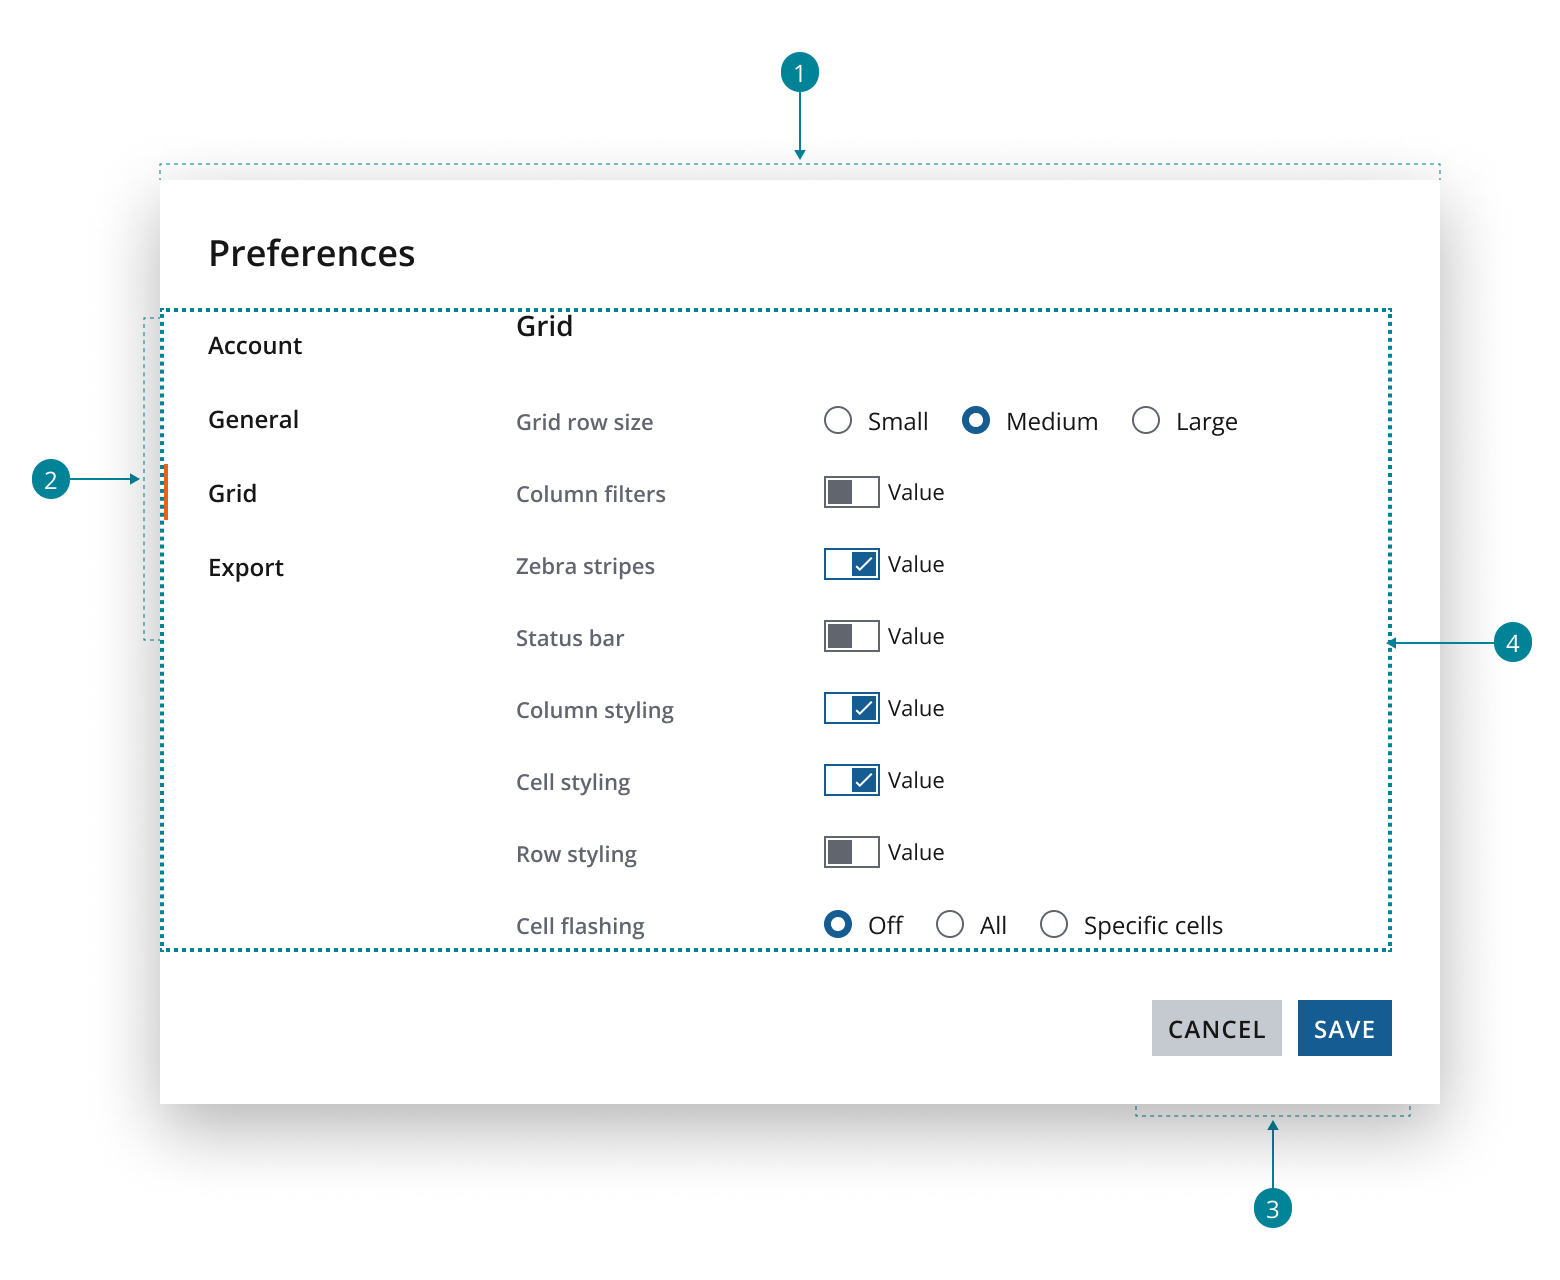 1
Preferences
Grid
Account
General
Grid
Export
Grid row size Small Medium Large
Column filters Value
Zebra stripes Value
Status bar Value
Column styling Value
Cell styling Value
Row styling Value
Cell flashing Off All Specific cells
2
4
CANCEL SAVE
3